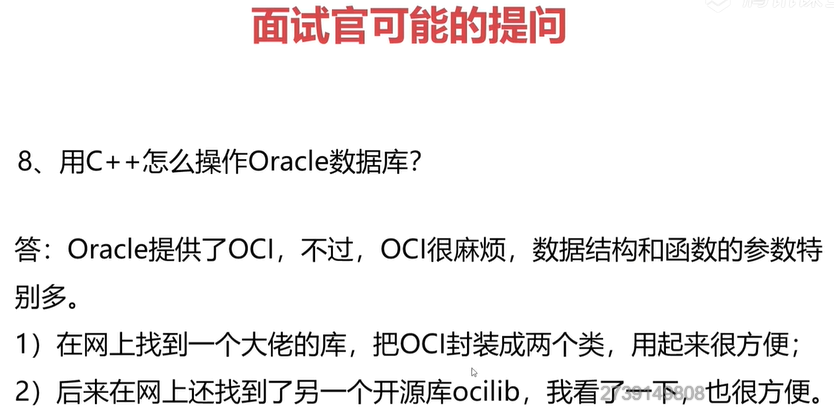 面试官可能的提问
8、用C++怎么操作Oracle数据库？
答：Oracle提供了OCI，不过，OCI很麻烦，数据结构和函数的参数特
别多。
1）在网上找到一个大佬的库，把OCI封装成两个类，用起来很方便；
2）后来在网上还找到了另一个开源库ocilib，我看了一下，也很方便。